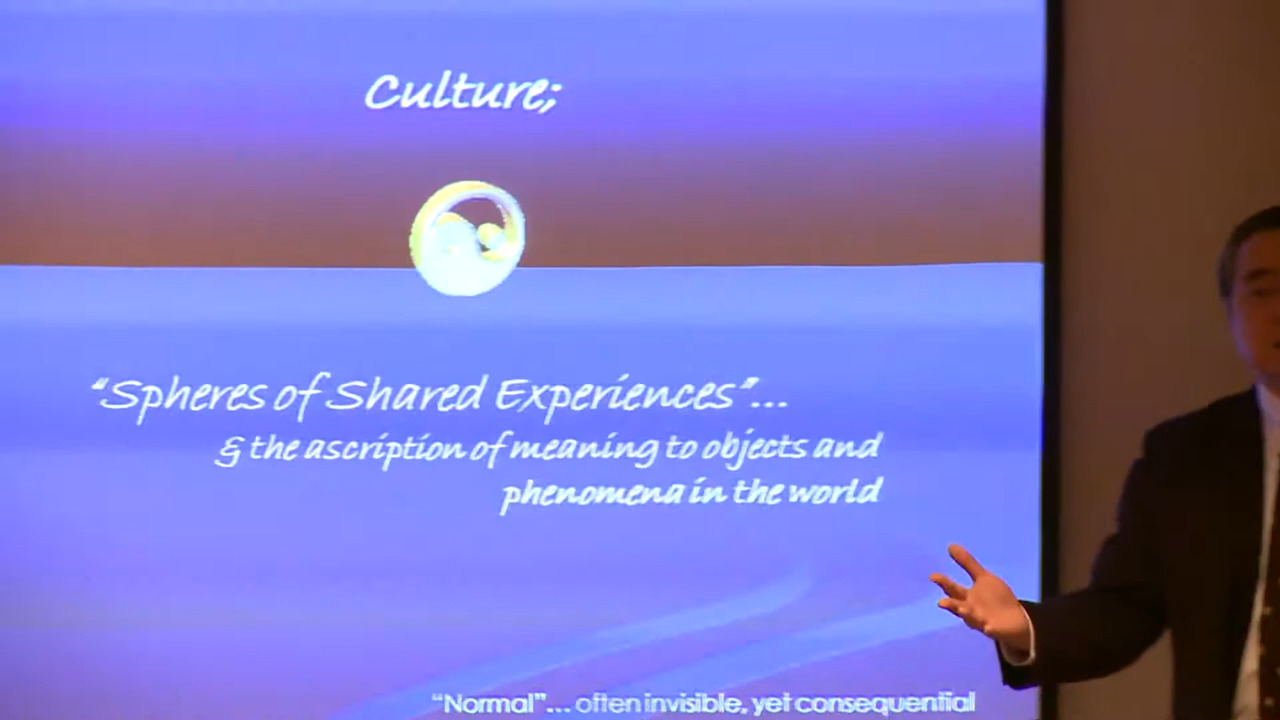 Culture;
“Spheres of Shared Experiences”...
& the ascription of meaning to objects and
phenomena in the world
“Normal”... often invisible, yet consequential